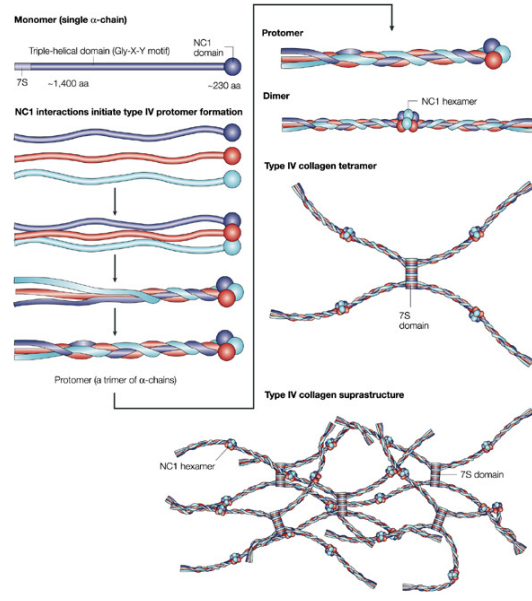 Monomer (single α-chain)
Triple-helical domain (Gly-X-Y motif)
NC1
domain
7S
~1,400 aa
~230 aa
NC1 interactions initiate type IV protomer formation
Protomer (a trimer of α-chains)
Protomer
Dimer
NC1 hexamer
Type IV collagen tetramer
7S
domain
Type IV collagen suprastructure
NC1 hexamer
7S domain